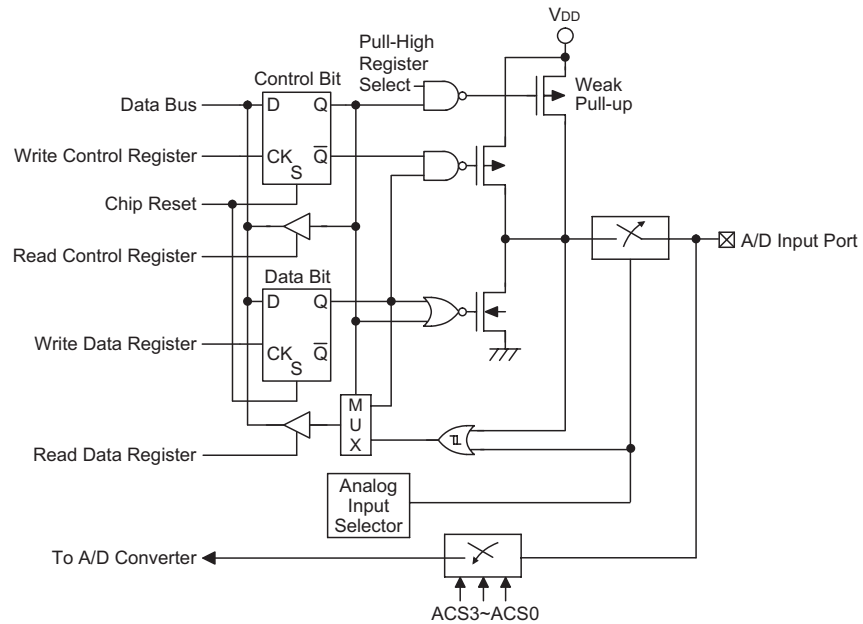 VDD
Pull-High
Register
Select
Control Bit
Weak
Pull-up
Data Bus
D
Q
Write Control Register
CK
Q̅
S
Chip Reset
Read Control Register
A/D Input Port
Data Bit
D
Q
Write Data Register
CK
Q̅
S
M
U
X
Read Data Register
Analog
Input
Selector
To A/D Converter
ACS3~ACS0